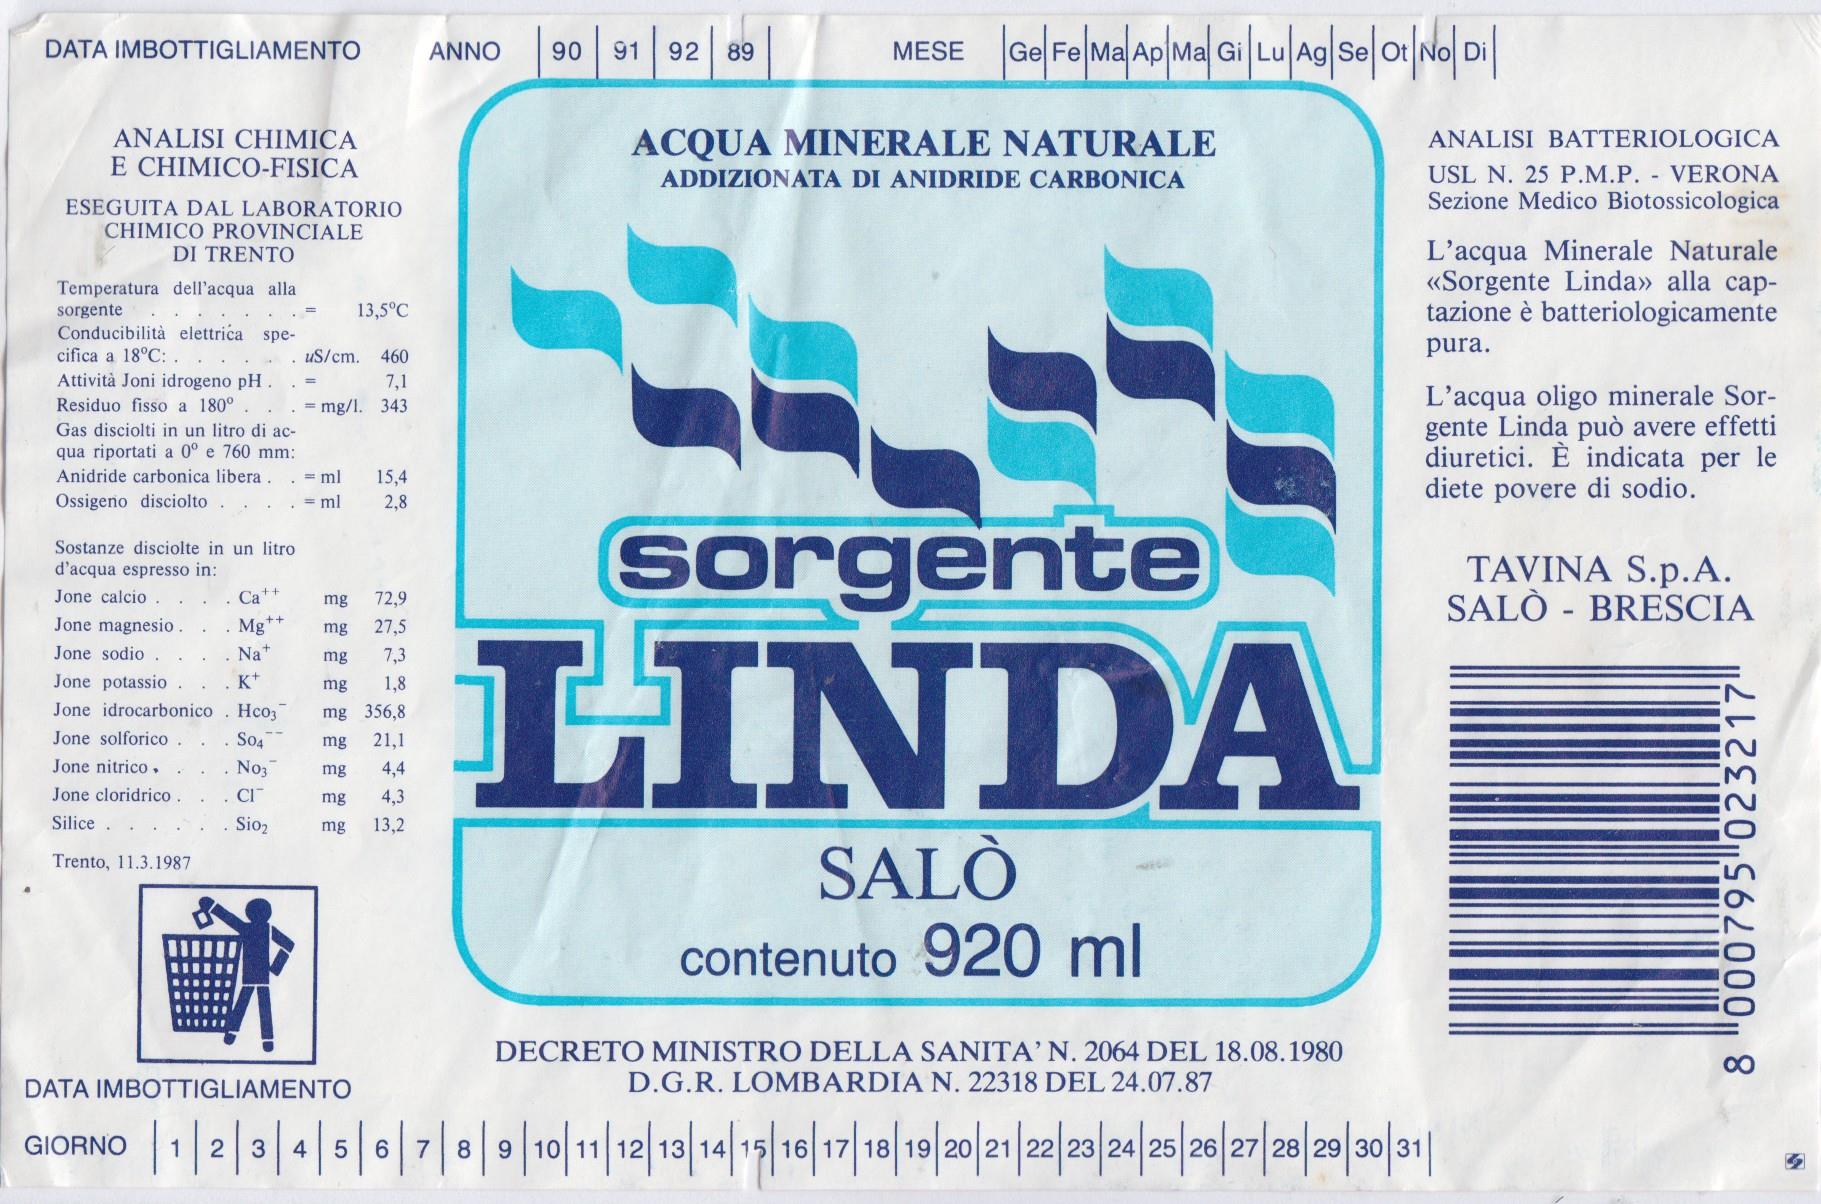 DATA IMBOTTIGLIAMENTO ANNO 90 91 92 89 MESE Ge Fe Ma Ap Ma Gi Lu Ag Se Ot No Di
ANALISI CHIMICA
E CHIMICO-FISICA
ESEGUITA DAL LABORATORIO
CHIMICO PROVINCIALE
DI TRENTO
Temperatura dell'acqua alla
sorgente . . . . . . . = 13,5°C
Conducibilità elettrica spe-
cifica a 18°C: . . . . . . uS/cm. 460
Attività Joni idrogeno pH . . = 7,1
Residuo fisso a 180° . . . = mg/l. 343
Gas disciolti in un litro di ac-
qua riportati a 0° e 760 mm:
Anidride carbonica libera . . = ml 15,4
Ossigeno disciolto . . . . = ml 2,8
Sostanze disciolte in un litro
d'acqua espresso in:
Jone calcio . . . . Ca++ mg 72,9
Jone magnesio . . . Mg++ mg 27,5
Jone sodio . . . . Na+ mg 7,3
Jone potassio . . . K+ mg 1,8
Jone idrocarbonico . Hco3- mg 356,8
Jone solforico . . . So4-- mg 21,1
Jone nitrico . . . . No3- mg 4,4
Jone cloridrico . . . Cl- mg 4,3
Silice . . . . . . Sio2 mg 13,2
Trento, 11.3.1987
ACQUA MINERALE NATURALE
ADDIZIONATA DI ANIDRIDE CARBONICA
sorgente
LINDA
SALÒ
contenuto 920 ml
DECRETO MINISTRO DELLA SANITA' N. 2064 DEL 18.08.1980
D.G.R. LOMBARDIA N. 22318 DEL 24.07.87
ANALISI BATTERIOLOGICA
USL N. 25 P.M.P. - VERONA
Sezione Medico Biotossicologica
L'acqua Minerale Naturale
«Sorgente Linda» alla cap-
tazione è batteriologicamente
pura.
L'acqua oligo minerale Sor-
gente Linda può avere effetti
diuretici. È indicata per le
diete povere di sodio.
TAVINA S.p.A.
SALÒ - BRESCIA
8 000795 023217
DATA IMBOTTIGLIAMENTO
GIORNO 1 2 3 4 5 6 7 8 9 10 11 12 13 14 15 16 17 18 19 20 21 22 23 24 25 26 27 28 29 30 31